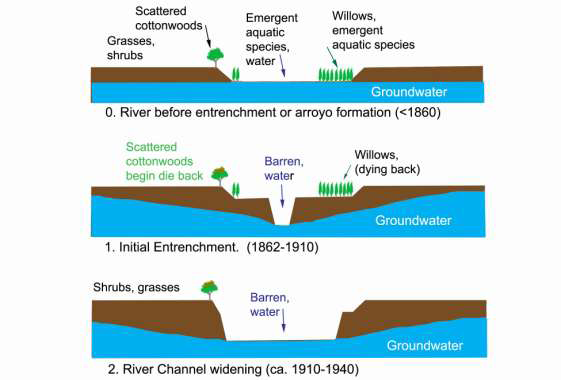 Scattered
cottonwoods
Grasses,
shrubs
Emergent
aquatic
species,
water
Willows,
emergent
aquatic species
Groundwater
0. River before entrenchment or arroyo formation (<1860)
Scattered
cottonwoods
begin die back
Barren,
water
Willows,
(dying back)
Groundwater
1. Initial Entrenchment. (1862-1910)
Shrubs, grasses
Barren,
water
Groundwater
2. River Channel widening (ca. 1910-1940)